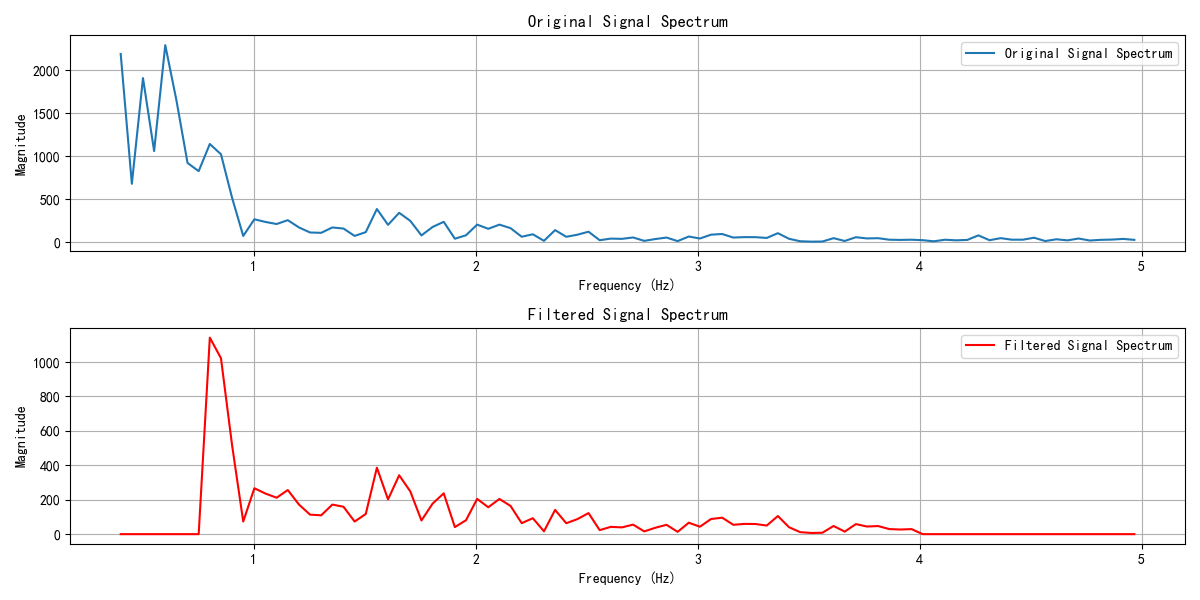 Original Signal Spectrum
Original Signal Spectrum
Magnitude
2000
1500
1000
500
0
1 2 3 4 5
Frequency (Hz)
Filtered Signal Spectrum
Filtered Signal Spectrum
Magnitude
1000
800
600
400
200
0
1 2 3 4 5
Frequency (Hz)